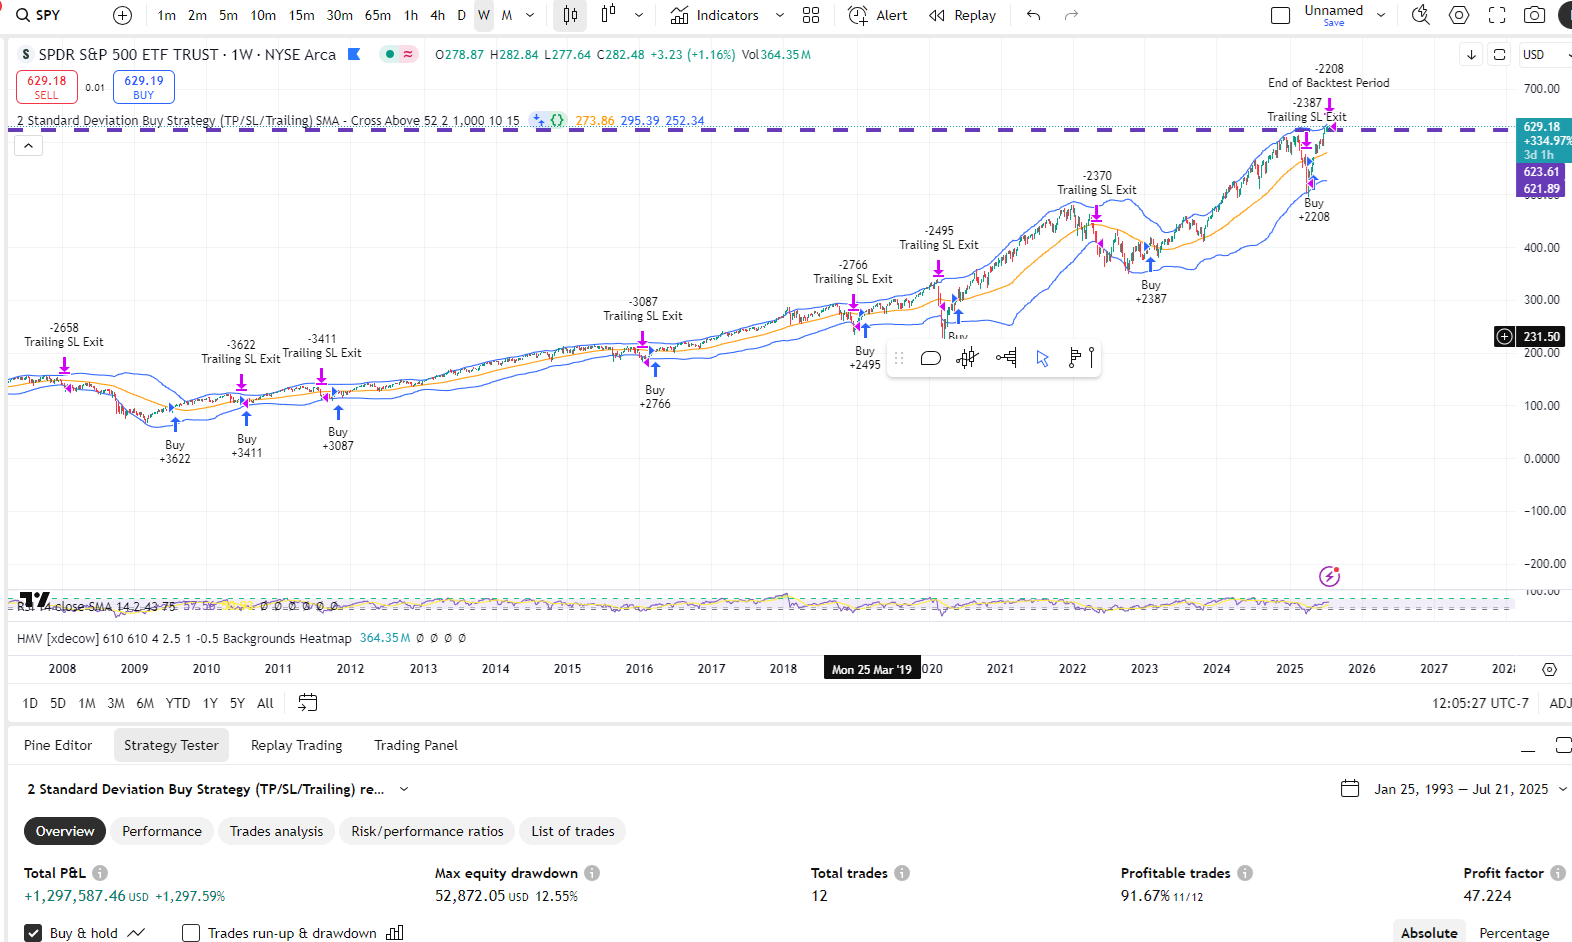 SPY 1m 2m 5m 10m 15m 30m 65m 1h 4h D W M Indicators Alert Replay Unnamed
Save
S SPDR S&P 500 ETF TRUST · 1W · NYSE Arca ≈ O278.87 H282.84 L277.64 C282.48 +3.23 (+1.16%) Vol364.35M USD
629.18 SELL 0.01 629.19 BUY
2 Standard Deviation Buy Strategy (TP/SL/Trailing) SMA - Cross Above 52 2 1,000 10 15 273.86 295.39 252.34
-2208
End of Backtest Period
-2387
Trailing SL Exit
700.00
629.18
+334.97%
3d 1h
623.61
621.89
-2370
Trailing SL Exit
Buy
+2208
-2495
Trailing SL Exit
400.00
-2766
Trailing SL Exit
Buy
+2387
300.00
-3087
Trailing SL Exit
-2658
Trailing SL Exit
-3622
Trailing SL Exit
-3411
Trailing SL Exit
Buy
231.50
Buy
+2495
200.00
Buy
+2766
100.00
Buy
+3622
Buy
+3411
Buy
+3087
0.0000
−100.00
−200.00
100.00
RSI 14 close SMA 14 2 43 75 Ø Ø Ø Ø Ø Ø
HMV [xdecow] 610 610 4 2.5 1 -0.5 Backgrounds Heatmap 364.35M Ø Ø Ø Ø
2008 2009 2010 2011 2012 2013 2014 2015 2016 2017 2018 Mon 25 Mar '19 020 2021 2022 2023 2024 2025 2026 2027
1D 5D 1M 3M 6M YTD 1Y 5Y All 12:05:27 UTC-7 ADJ
Pine Editor Strategy Tester Replay Trading Trading Panel
2 Standard Deviation Buy Strategy (TP/SL/Trailing) re... Jan 25, 1993 — Jul 21, 2025
Overview Performance Trades analysis Risk/performance ratios List of trades
Total P&L Max equity drawdown Total trades Profitable trades Profit factor
+1,297,587.46 USD +1,297.59% 52,872.05 USD 12.55% 12 91.67% 11/12 47.224
Buy & hold Trades run-up & drawdown Absolute Percentage